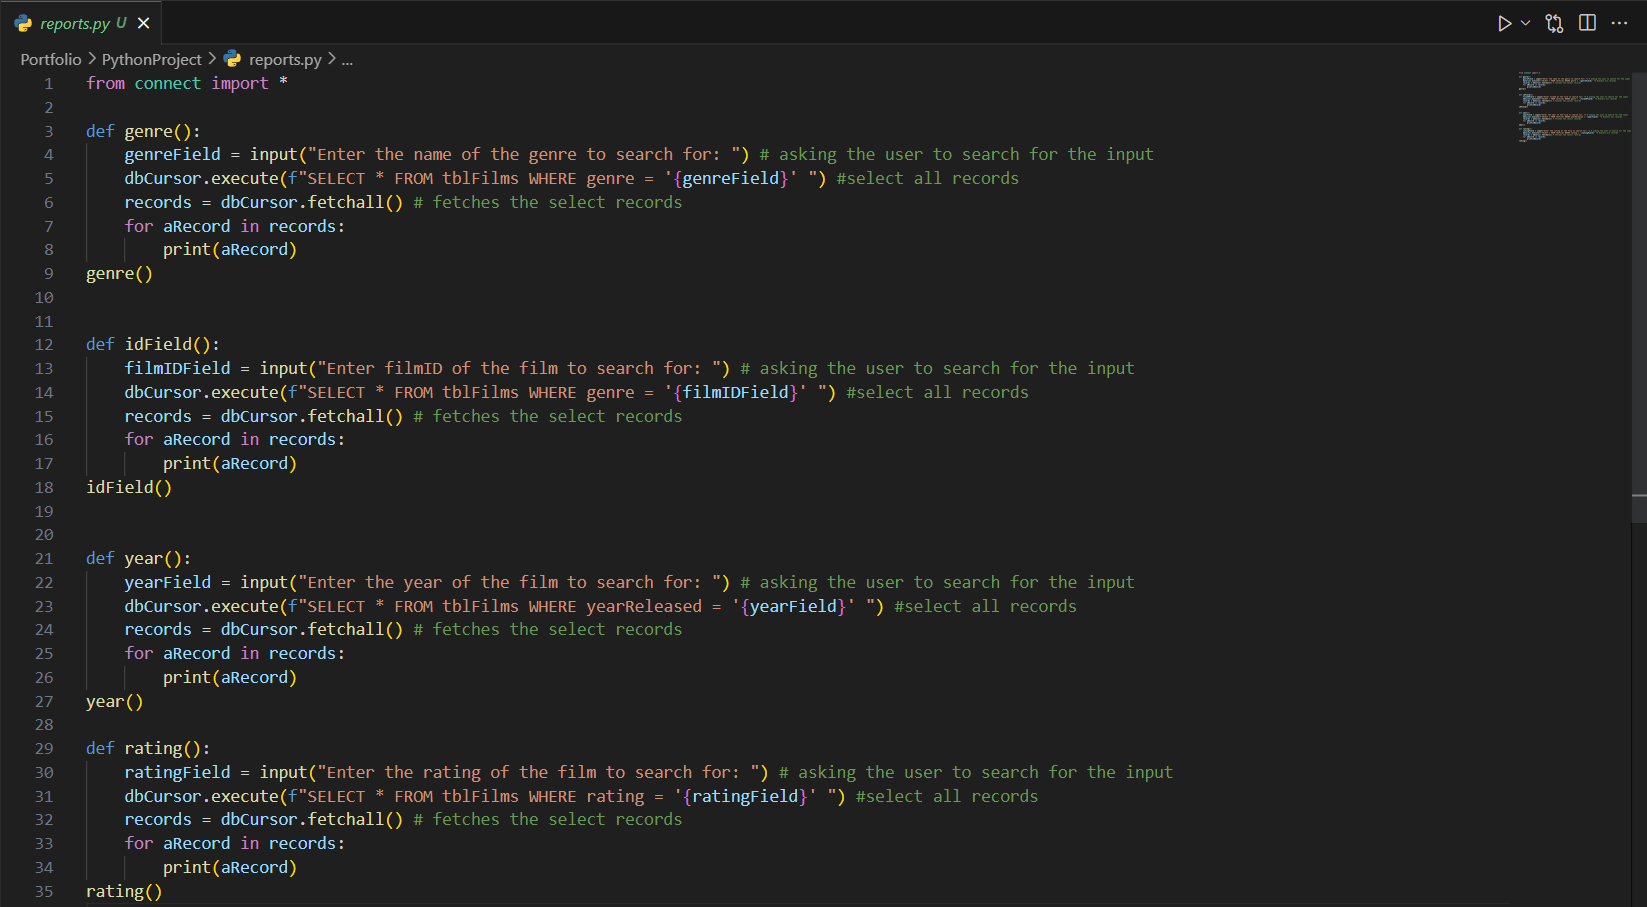 reports.py U
Portfolio > PythonProject > reports.py > ...
1 from connect import *
2
3 def genre():
4 genreField = input("Enter the name of the genre to search for: ") # asking the user to search for the input
5 dbCursor.execute(f"SELECT * FROM tblFilms WHERE genre = '{genreField}' ") #select all records
6 records = dbCursor.fetchall() # fetches the select records
7 for aRecord in records:
8 print(aRecord)
9 genre()
10
11
12 def idField():
13 filmIDField = input("Enter filmID of the film to search for: ") # asking the user to search for the input
14 dbCursor.execute(f"SELECT * FROM tblFilms WHERE genre = '{filmIDField}' ") #select all records
15 records = dbCursor.fetchall() # fetches the select records
16 for aRecord in records:
17 print(aRecord)
18 idField()
19
20
21 def year():
22 yearField = input("Enter the year of the film to search for: ") # asking the user to search for the input
23 dbCursor.execute(f"SELECT * FROM tblFilms WHERE yearReleased = '{yearField}' ") #select all records
24 records = dbCursor.fetchall() # fetches the select records
25 for aRecord in records:
26 print(aRecord)
27 year()
28
29 def rating():
30 ratingField = input("Enter the rating of the film to search for: ") # asking the user to search for the input
31 dbCursor.execute(f"SELECT * FROM tblFilms WHERE rating = '{ratingField}' ") #select all records
32 records = dbCursor.fetchall() # fetches the select records
33 for aRecord in records:
34 print(aRecord)
35 rating()